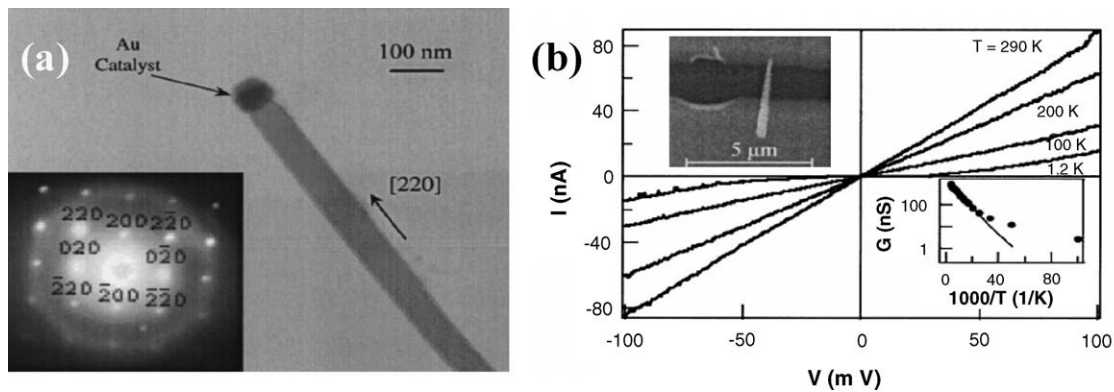 (a)
Au
Catalyst
100 nm
[220]
220 200 22̅0
020 02̅0
2̅20 2̅00 2̅2̅0
(b)
I (nA)
80
40
0
-40
-80
T = 290 K
200 K
100 K
1.2 K
5 μm
G (nS)
100
1
0 40 80
1000/T (1/K)
-100 -50 0 50 100
V (m V)